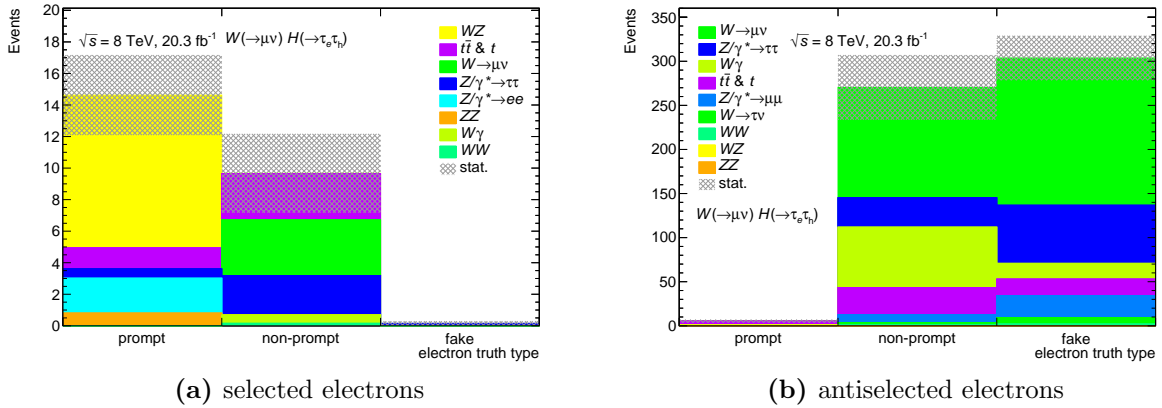 Events
20
18
16
14
12
10
8
6
4
2
0
√s = 8 TeV, 20.3 fb⁻¹ W(→μν) H(→τₑτₕ)
WZ
tt̄ & t
W→μν
Z/γ*→ττ
Z/γ*→ee
ZZ
Wγ
WW
stat.
prompt non-prompt fake
electron truth type
(a) selected electrons
Events
350
300
250
200
150
100
50
0
W→μν √s = 8 TeV, 20.3 fb⁻¹
Z/γ*→ττ
Wγ
tt̄ & t
Z/γ*→μμ
W→τν
WW
WZ
ZZ
stat.
W(→μν) H(→τₑτₕ)
prompt non-prompt fake
electron truth type
(b) antiselected electrons